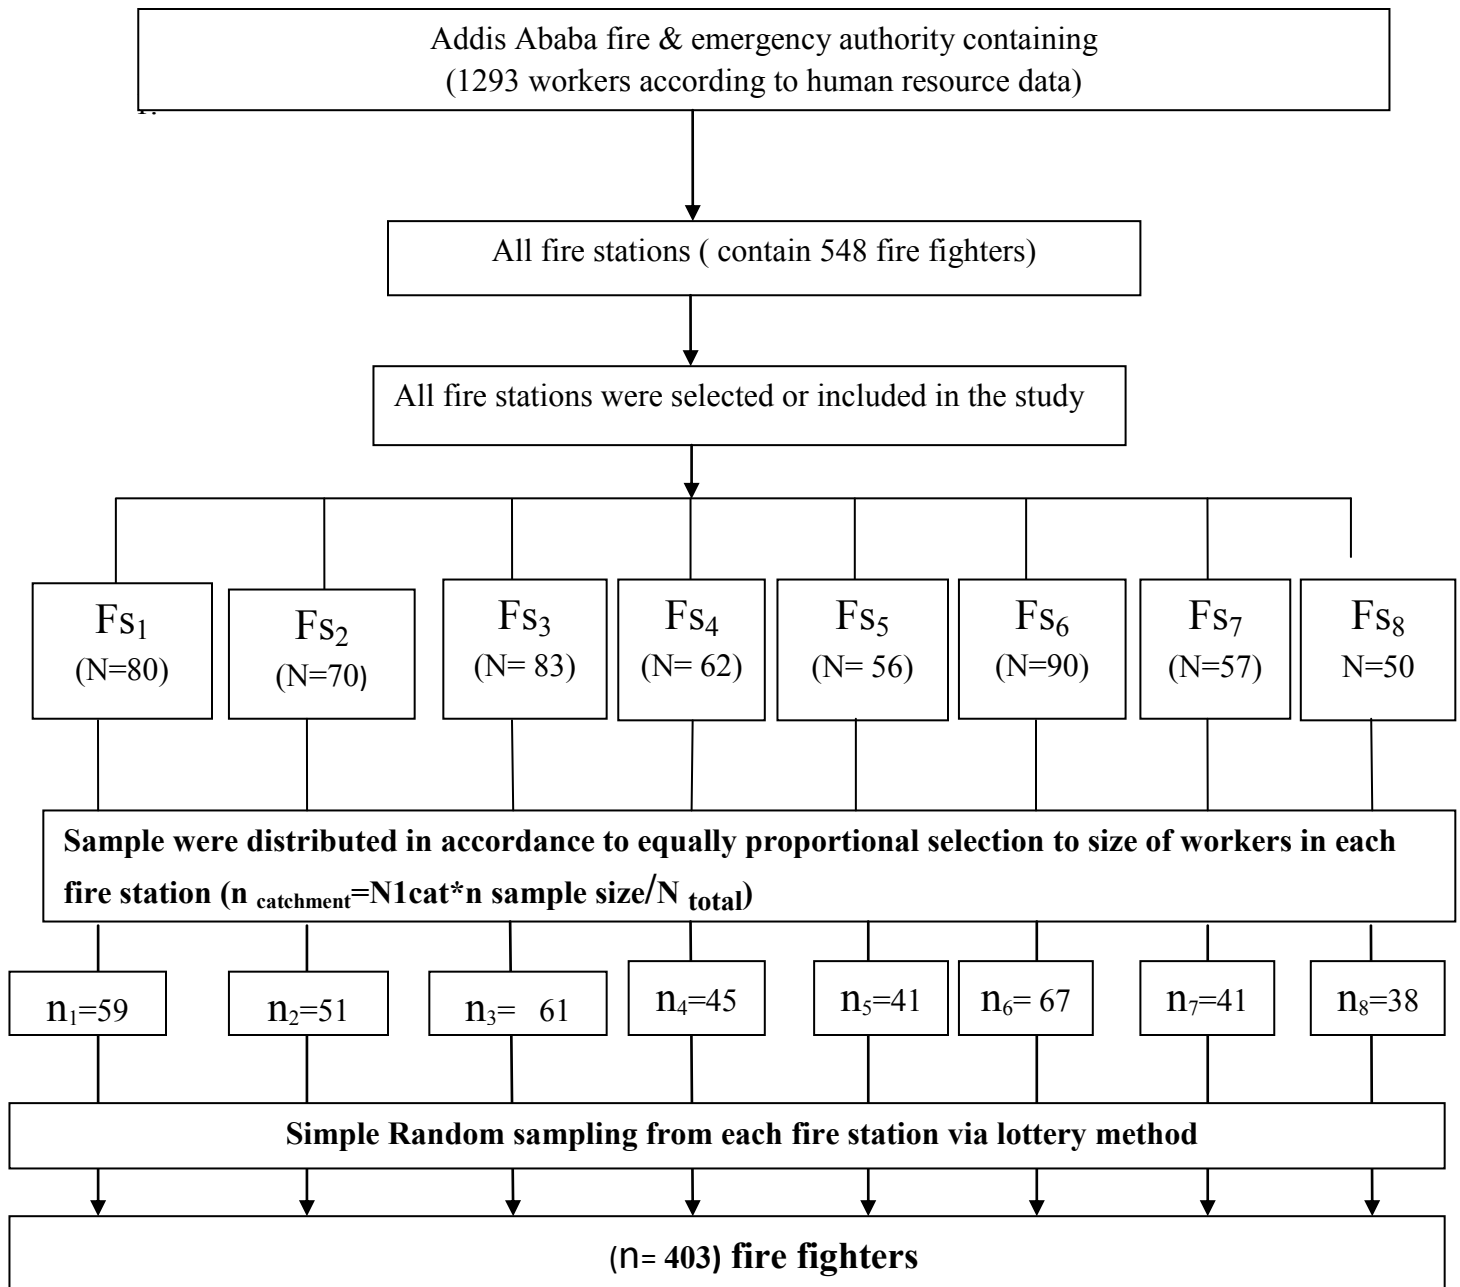 Addis Ababa fire & emergency authority containing
(1293 workers according to human resource data)
All fire stations ( contain 548 fire fighters)
All fire stations were selected or included in the study
Fs1
(N=80)
Fs2
(N=70)
Fs3
(N= 83)
Fs4
(N= 62)
Fs5
(N= 56)
Fs6
(N=90)
Fs7
(N=57)
Fs8
N=50
Sample were distributed in accordance to equally proportional selection to size of workers in each
fire station (n catchment=N1cat*n sample size/N total)
n1=59
n2=51
n3= 61
n4=45
n5=41
n6= 67
n7=41
n8=38
Simple Random sampling from each fire station via lottery method
(n= 403) fire fighters